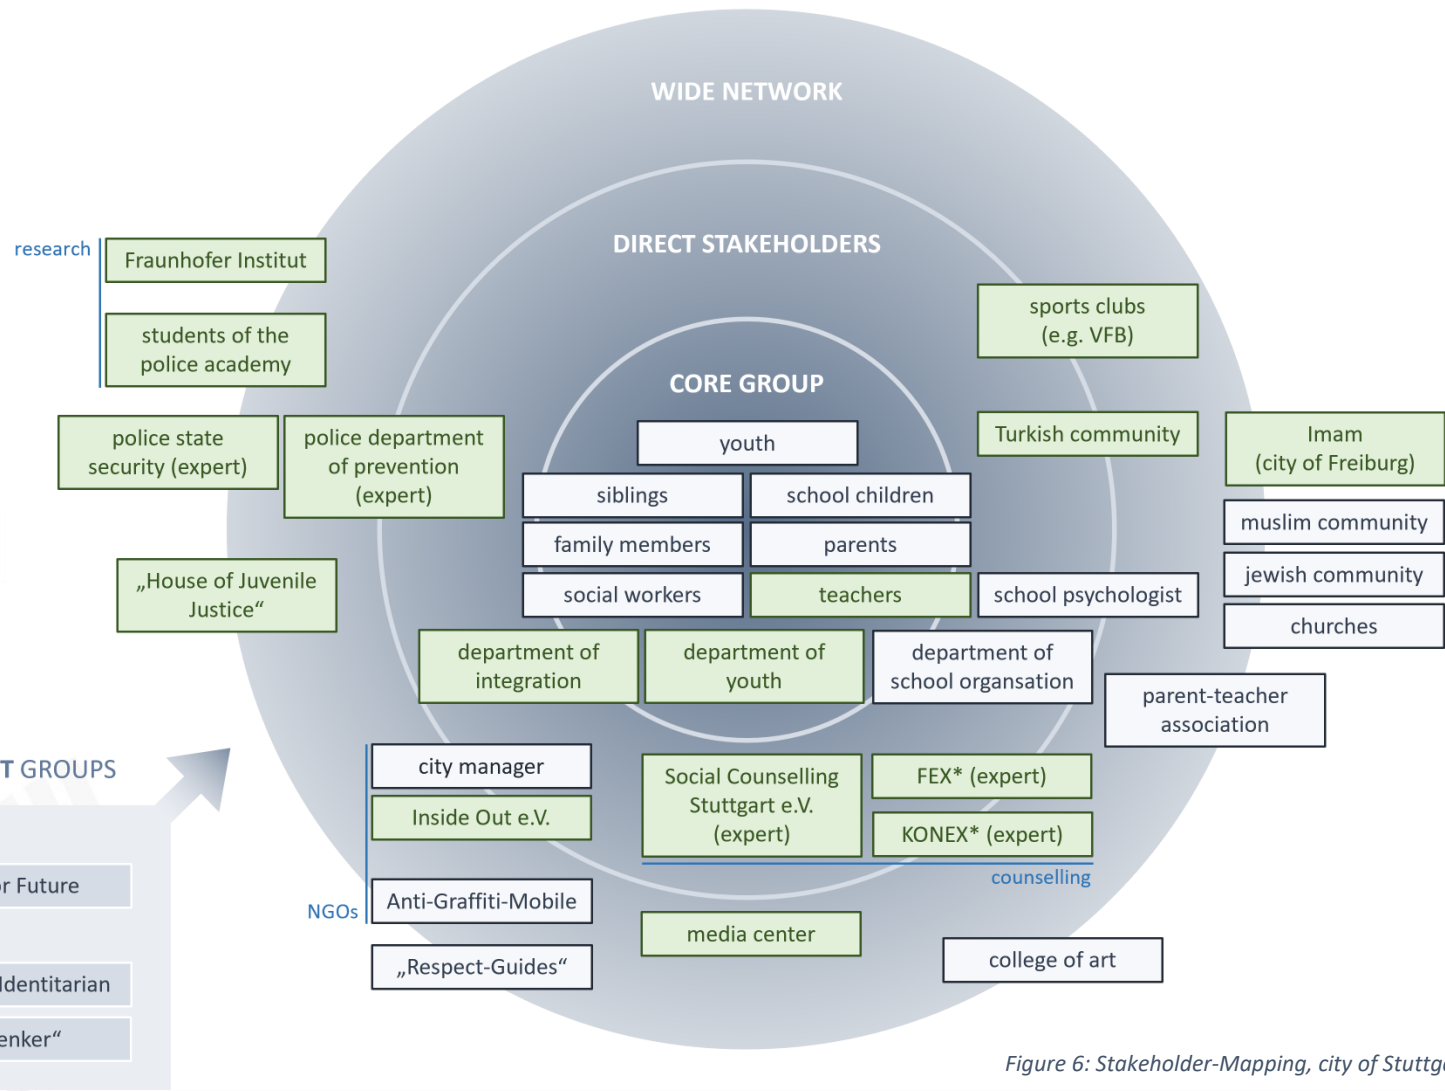 WIDE NETWORK
DIRECT STAKEHOLDERS
CORE GROUP
research
Fraunhofer Institut
students of the
police academy
police state
security (expert)
police department
of prevention
(expert)
„House of Juvenile
Justice“
sports clubs
(e.g. VFB)
Turkish community
Imam
(city of Freiburg)
muslim community
jewish community
churches
youth
siblings
school children
family members
parents
social workers
teachers
school psychologist
department of
integration
department of
youth
department of
school organsation
parent-teacher
association
city manager
Inside Out e.V.
NGOs
Anti-Graffiti-Mobile
„Respect-Guides“
Social Counselling
Stuttgart e.V.
(expert)
FEX* (expert)
KONEX* (expert)
counselling
media center
college of art
T GROUPS
or Future
Identitarian
enker“
Figure 6: Stakeholder-Mapping, city of Stuttg